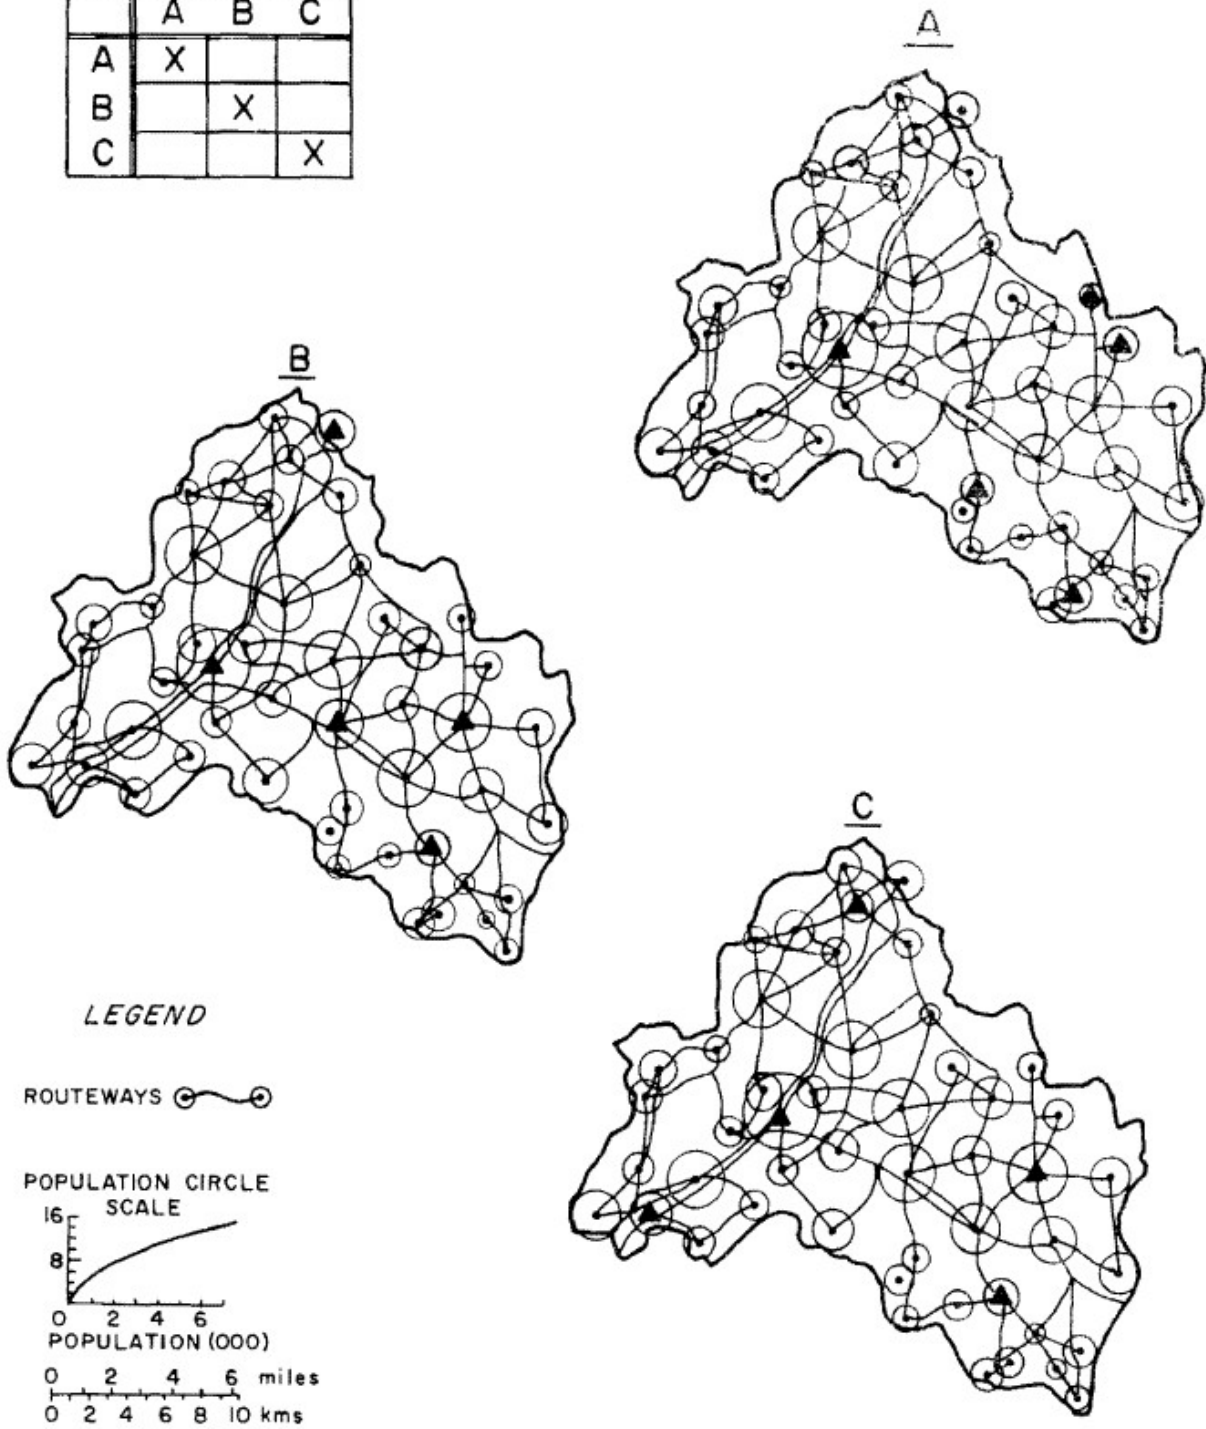 A B C
A X
B X
C X
A
B
C
LEGEND
ROUTEWAYS
POPULATION CIRCLE
SCALE
16
8
0 2 4 6
POPULATION (000)
0 2 4 6 miles
0 2 4 6 8 10 kms